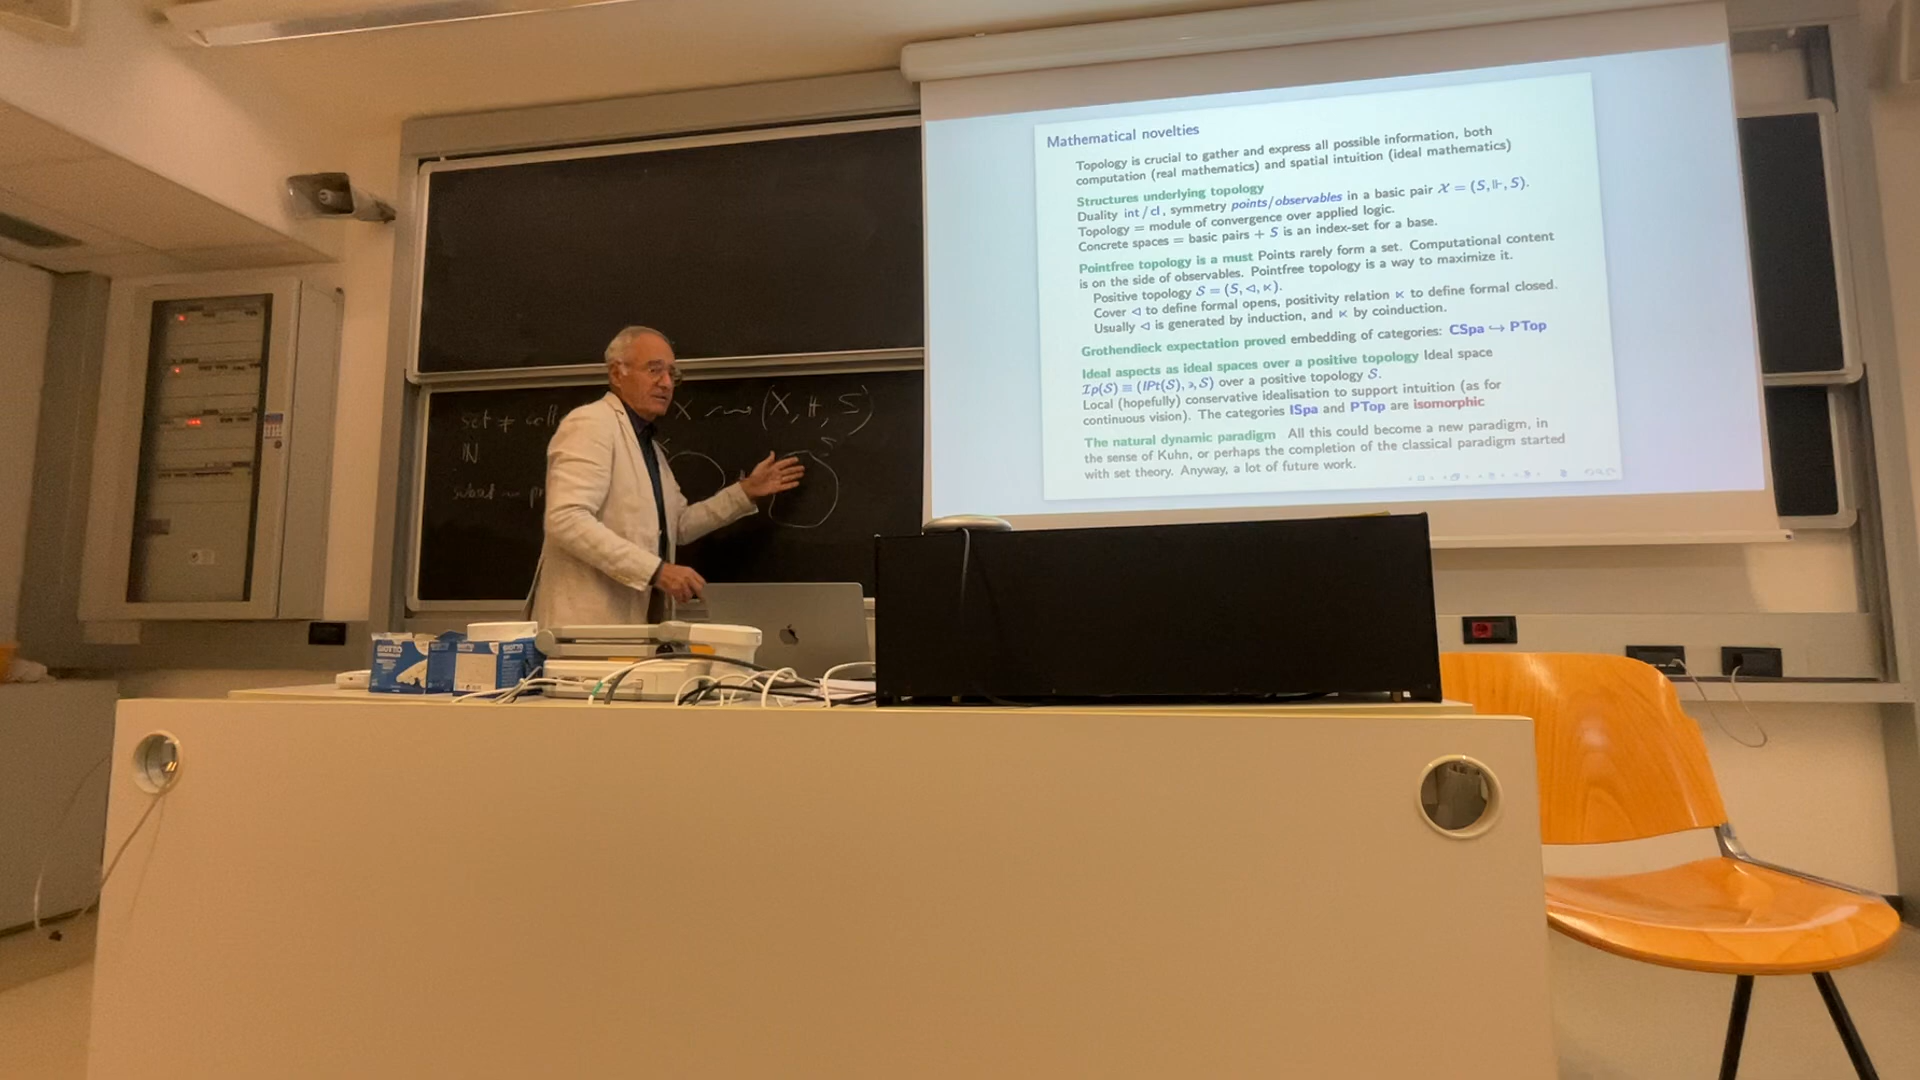 Mathematical novelties
Topology is crucial to gather and express all possible information, both
computation (real mathematics) and spatial intuition (ideal mathematics)
Structures underlying topology
Duality int / cl , symmetry points/observables in a basic pair 𝒳 = (S, ⊩, S).
Topology = module of convergence over applied logic.
Concrete spaces = basic pairs + S is an index-set for a base.
Pointfree topology is a must Points rarely form a set. Computational content
is on the side of observables. Pointfree topology is a way to maximize it.
Positive topology 𝒮 = (S, ◁, ⋉).
Cover ◁ to define formal opens, positivity relation ⋉ to define formal closed.
Usually ◁ is generated by induction, and ⋉ by coinduction.
Grothendieck expectation proved embedding of categories: CSpa ↪ PTop
Ideal aspects as ideal spaces over a positive topology Ideal space
ℐp(𝒮) ≡ (IPt(𝒮), ∍, S) over a positive topology 𝒮.
Local (hopefully) conservative idealisation to support intuition (as for
continuous vision). The categories ISpa and PTop are isomorphic
The natural dynamic paradigm All this could become a new paradigm, in
the sense of Kuhn, or perhaps the completion of the classical paradigm started
with set theory. Anyway, a lot of future work.
set ≠ coll
X ⇝ (X, ⊩, S)
IN
S
subset
GIOTTO